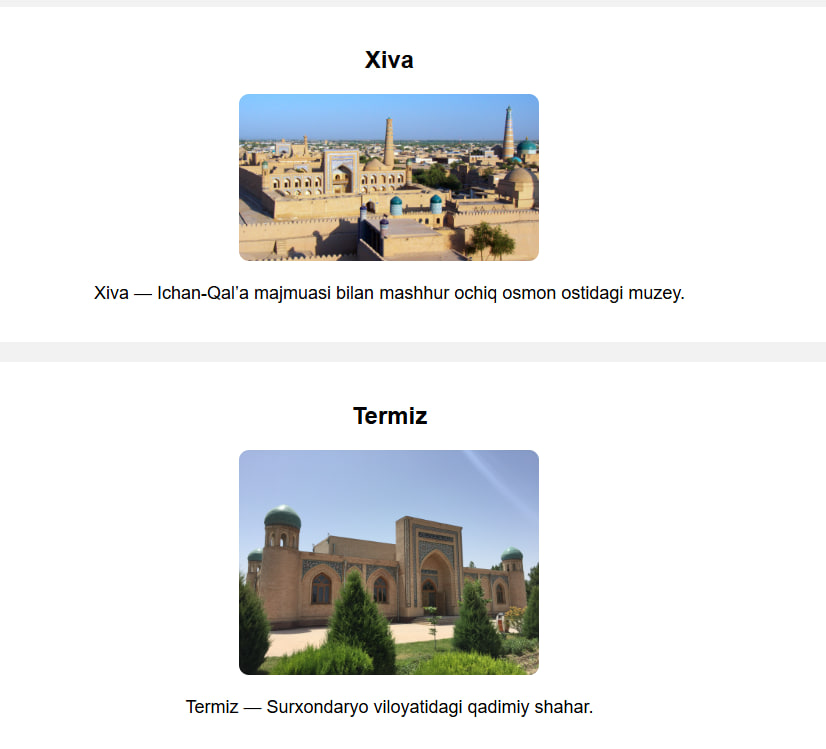 Xiva
Xiva — Ichan-Qal'a majmuasi bilan mashhur ochiq osmon ostidagi muzey.
Termiz
Termiz — Surxondaryo viloyatidagi qadimiy shahar.